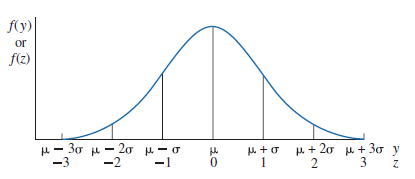 f(y)
or
f(z)
μ − 3σ μ − 2σ μ − σ μ μ + σ μ + 2σ μ + 3σ y
−3 −2 −1 0 1 2 3 z